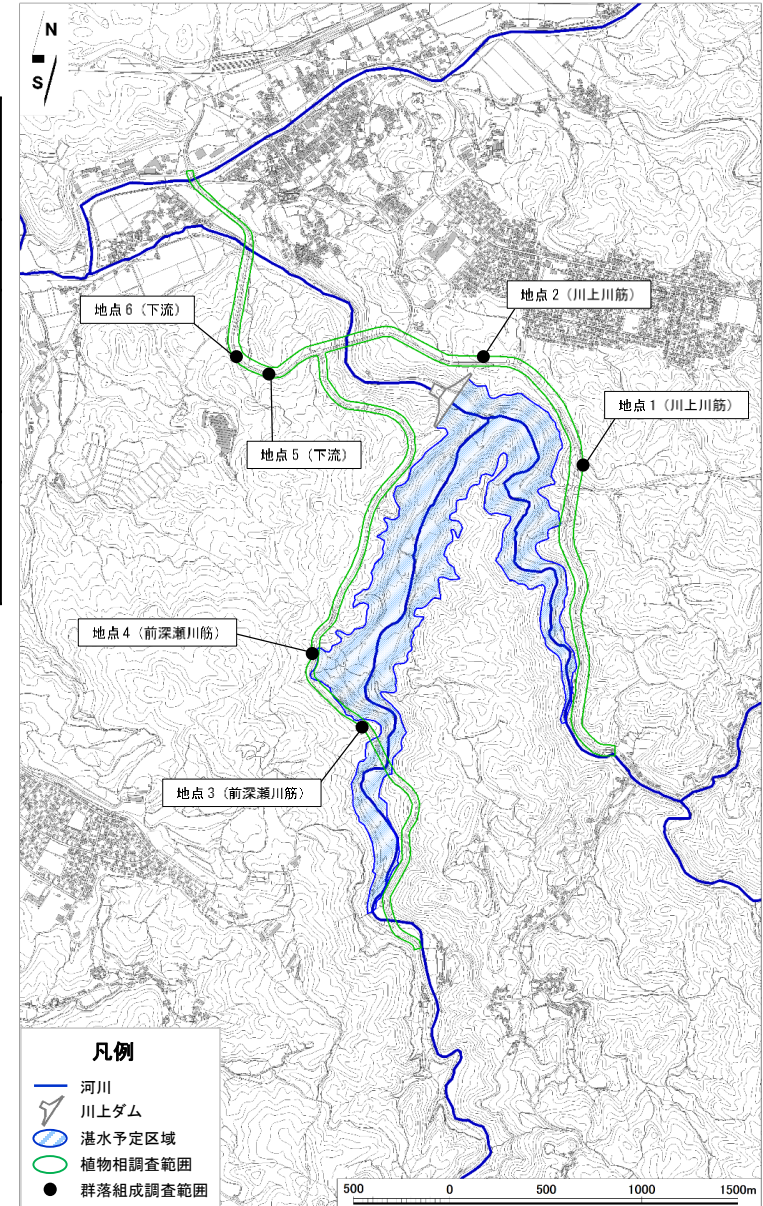 N
S
地点6（下流）
地点2（川上川筋）
地点1（川上川筋）
地点5（下流）
地点4（前深瀬川筋）
地点3（前深瀬川筋）
凡例
河川
川上ダム
湛水予定区域
植物相調査範囲
群落組成調査範囲
500 0 500 1000 1500m